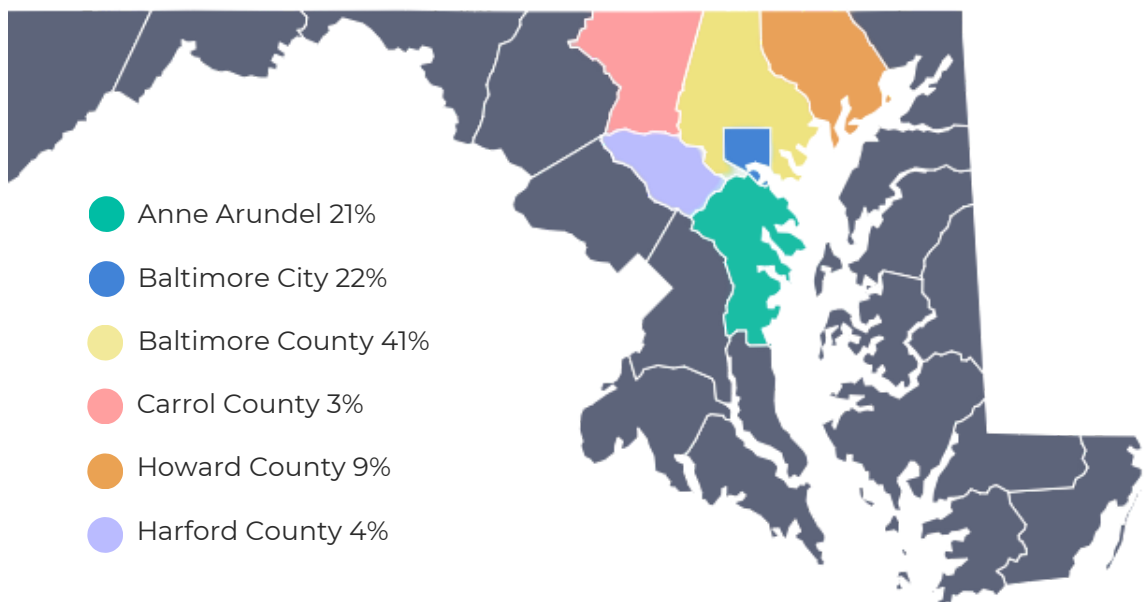 Anne Arundel 21%
Baltimore City 22%
Baltimore County 41%
Carrol County 3%
Howard County 9%
Harford County 4%